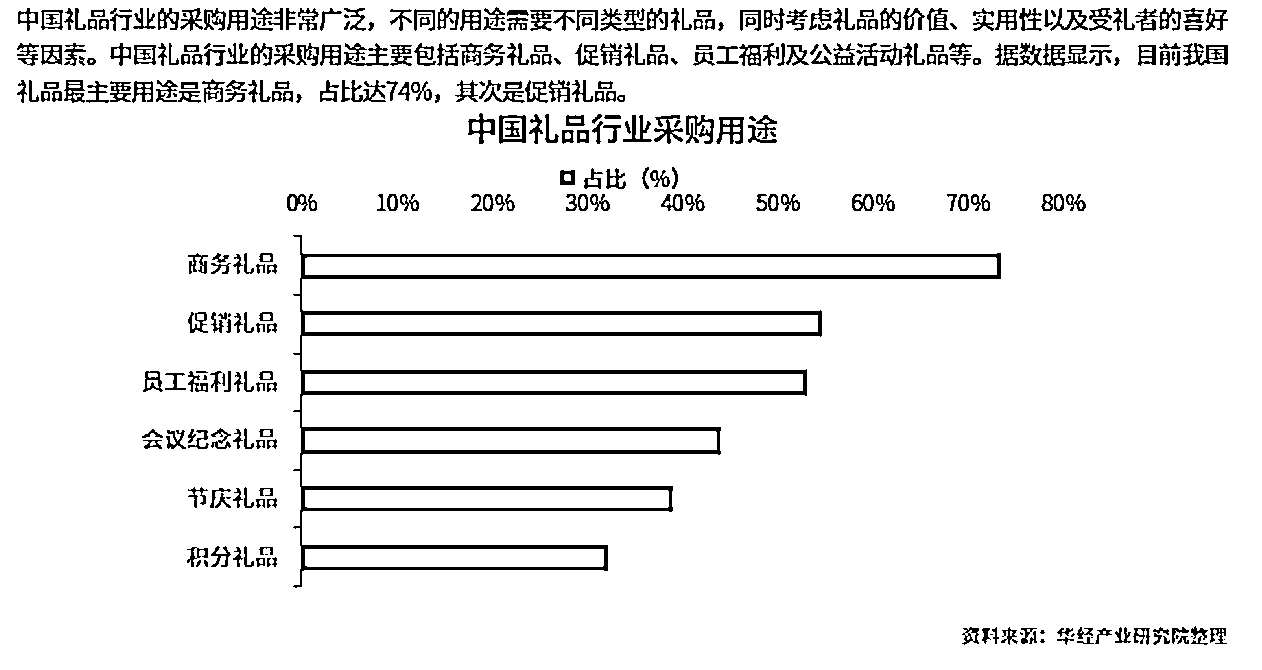 中国礼品行业的采购用途非常广泛，不同的用途需要不同类型的礼品，同时考虑礼品的价值、实用性以及受礼者的喜好
等因素。中国礼品行业的采购用途主要包括商务礼品、促销礼品、员工福利及公益活动礼品等。据数据显示，目前我国
礼品最主要用途是商务礼品，占比达74%，其次是促销礼品。
中国礼品行业采购用途
占比（%）
0% 10% 20% 30% 40% 50% 60% 70% 80%
商务礼品
促销礼品
员工福利礼品
会议纪念礼品
节庆礼品
积分礼品
资料来源：华经产业研究院整理